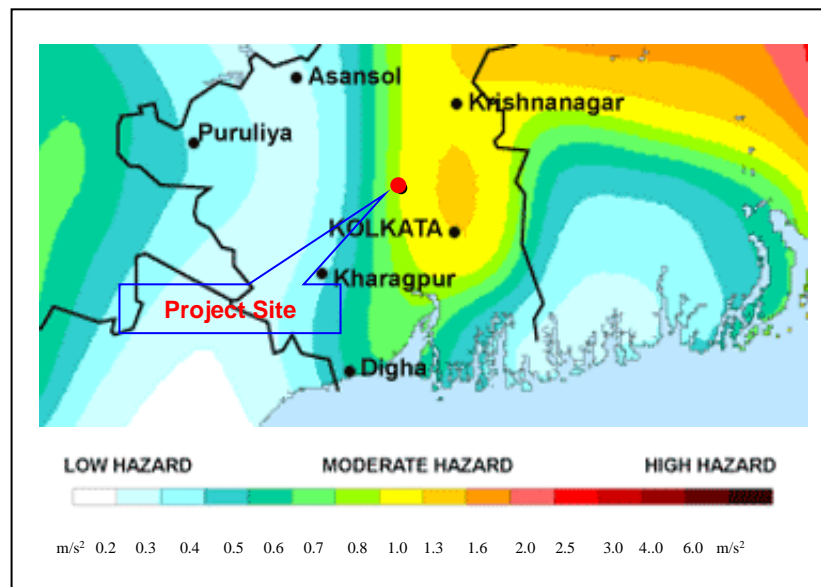 Asansol
Krishnanagar
Puruliya
KOLKATA
Kharagpur
Project Site
Digha
LOW HAZARD MODERATE HAZARD HIGH HAZARD
m/s² 0.2 0.3 0.4 0.5 0.6 0.7 0.8 1.0 1.3 1.6 2.0 2.5 3.0 4..0 6.0 m/s²